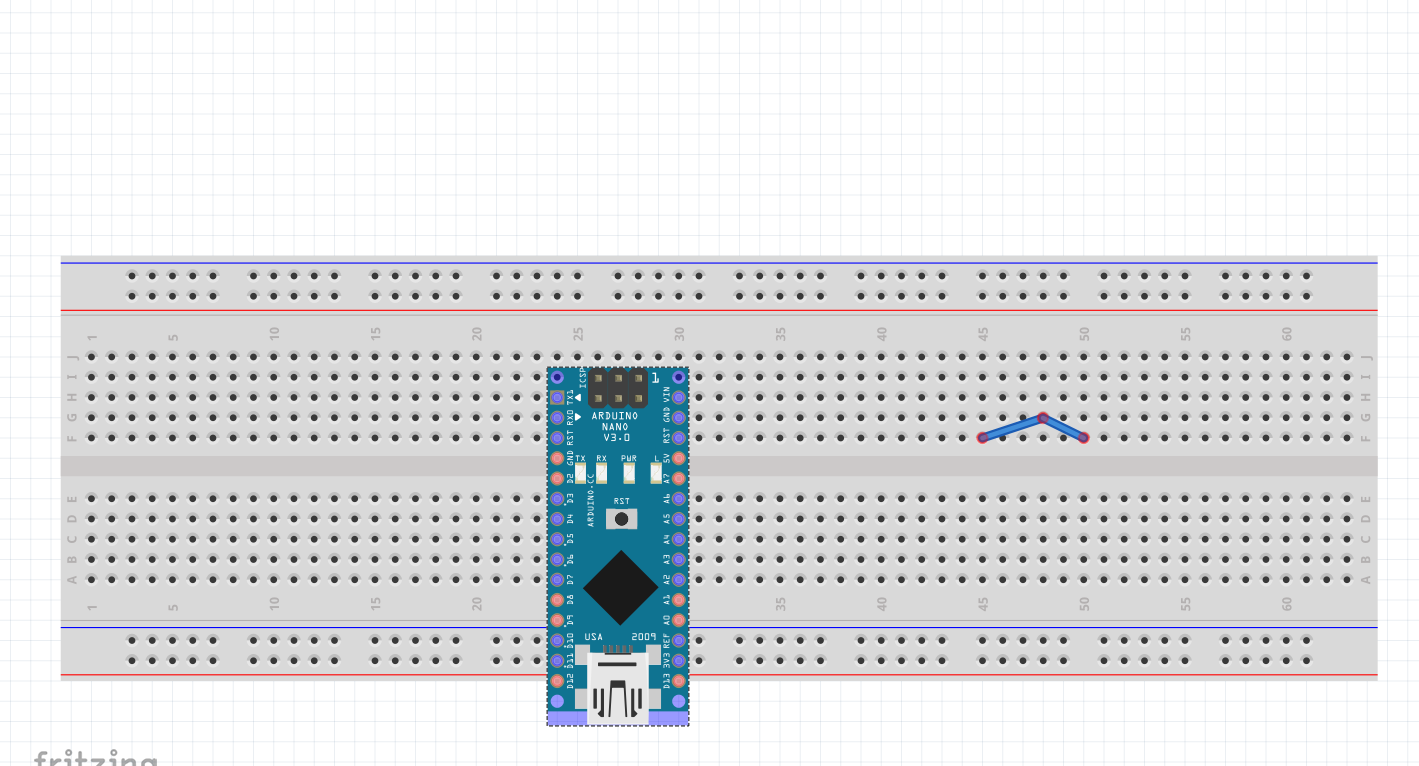 1 5 10 15 20 25 30 35 40 45 50 55 60
J J
I I
H H
G G
F F
E E
D D
C C
B B
A A
1 5 10 15 20 35 40 45 50 55 60
ICSP
1
TX1
RX0
RST
GND
D2
D3
D4
D5
D6
D7
D8
D9
D10
D11
D12
VIN
GND
RST
5V
A7
A6
A5
A4
A3
A2
A1
A0
REF
3V3
D13
ARDUINO
NANO
V3.0
TX RX PWR L
ARDUINO.CC
RST
USA 2009
fritzing